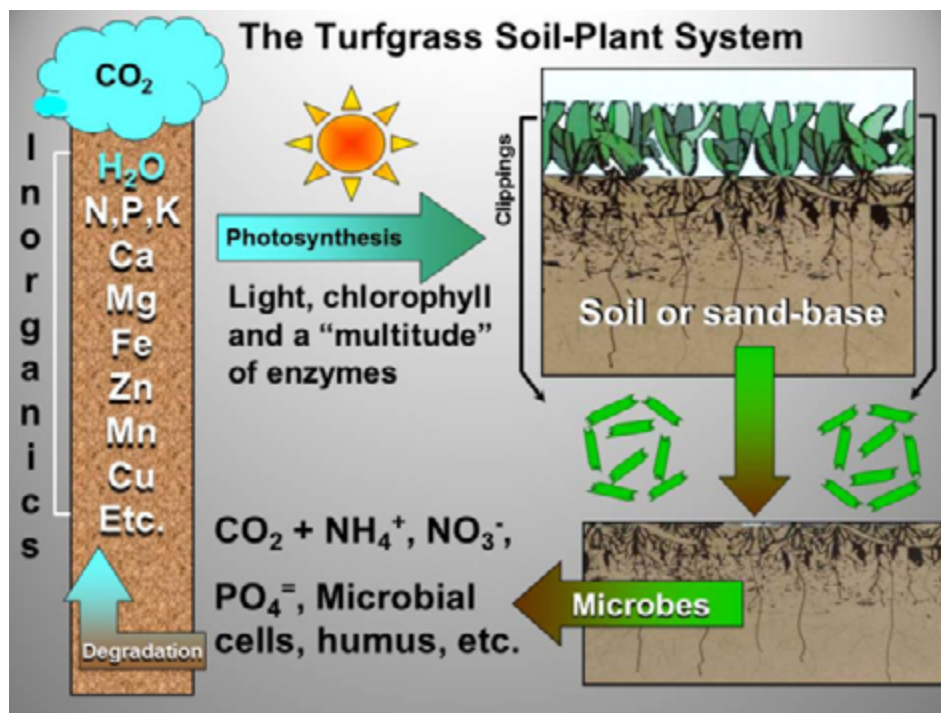 The Turfgrass Soil-Plant System
CO₂
Inorganics
H₂O
N,P,K
Ca
Mg
Fe
Zn
Mn
Cu
Etc.
Degradation
Photosynthesis
Light, chlorophyll
and a “multitude”
of enzymes
Clippings
Soil or sand-base
Microbes
CO₂ + NH₄⁺, NO₃⁻,
PO₄⁼, Microbial
cells, humus, etc.